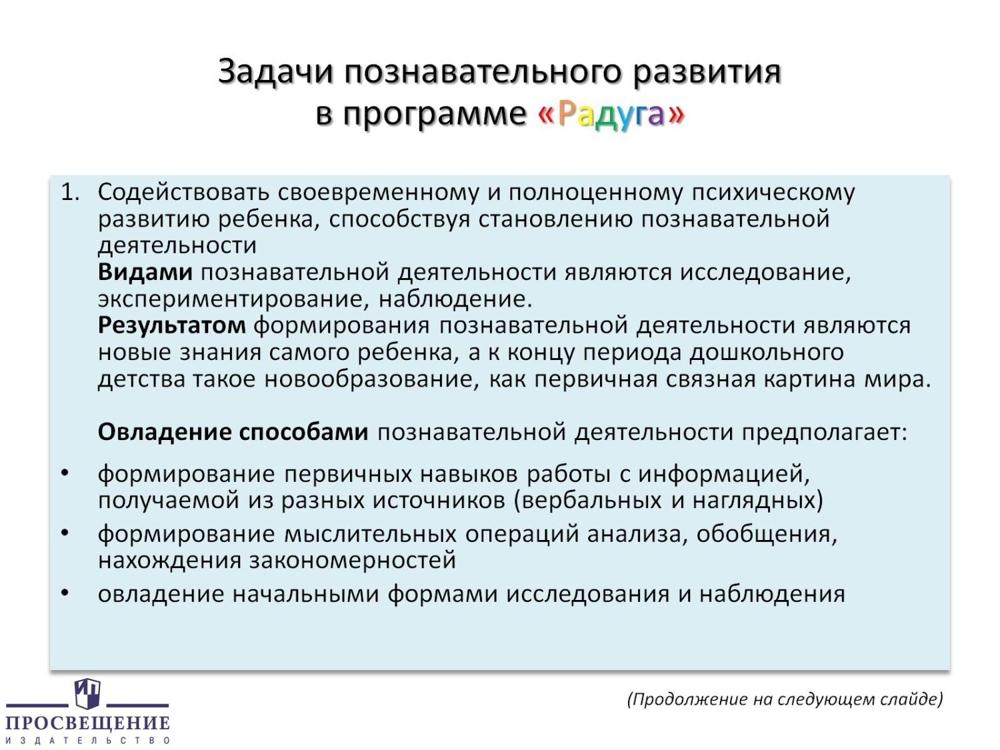 Задачи познавательного развития
в программе «Радуга»
1. Содействовать своевременному и полноценному психическому
развитию ребенка, способствуя становлению познавательной
деятельности
Видами познавательной деятельности являются исследование,
экспериментирование, наблюдение.
Результатом формирования познавательной деятельности являются
новые знания самого ребенка, а к концу периода дошкольного
детства такое новообразование, как первичная связная картина мира.
Овладение способами познавательной деятельности предполагает:
• формирование первичных навыков работы с информацией,
получаемой из разных источников (вербальных и наглядных)
• формирование мыслительных операций анализа, обобщения,
нахождения закономерностей
• овладение начальными формами исследования и наблюдения
(Продолжение на следующем слайде)
ИП
ПРОСВЕЩЕНИЕ
ИЗДАТЕЛЬСТВО